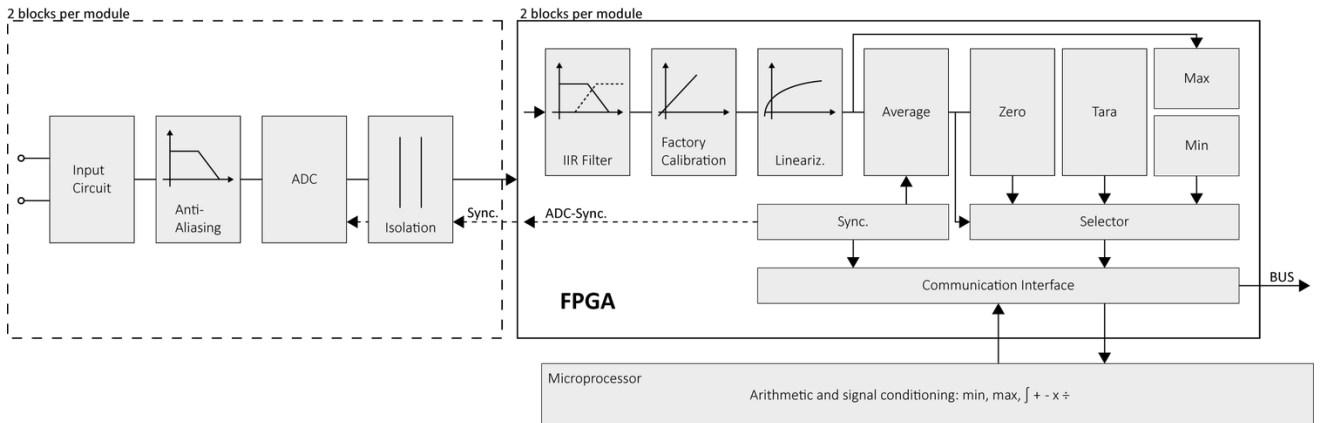 2 blocks per module
2 blocks per module
Input
Circuit
Anti-
Aliasing
ADC
Isolation
Sync.
ADC-Sync.
IIR Filter
Factory
Calibration
Lineariz.
Average
Zero
Tara
Max
Min
Sync.
Selector
Communication Interface
BUS
FPGA
Microprocessor
Arithmetic and signal conditioning: min, max, ∫ + - x ÷